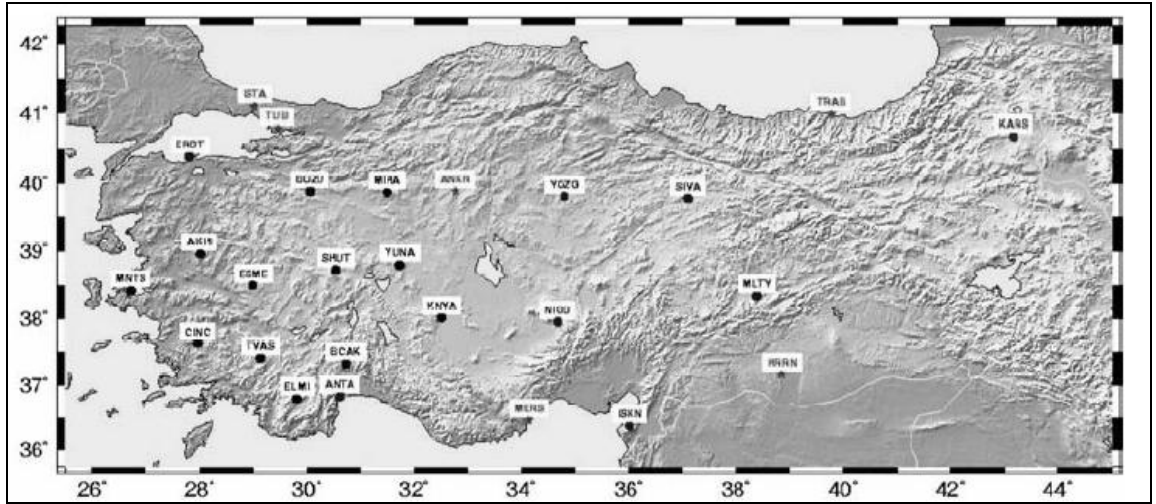 42°
41°
40°
39°
38°
37°
36°
ISTA
TUBI
ERDT
TRAB
KARS
BOZU
MIRA
ANKR
YOZG
SIVA
AKIS
ESME
SHUT
YUNA
MNTS
KNYA
NIGD
MLTY
CINC
TVAS
BCAK
ELMI
ANTA
MERS
ISKN
26°
28°
30°
32°
34°
36°
38°
40°
42°
44°